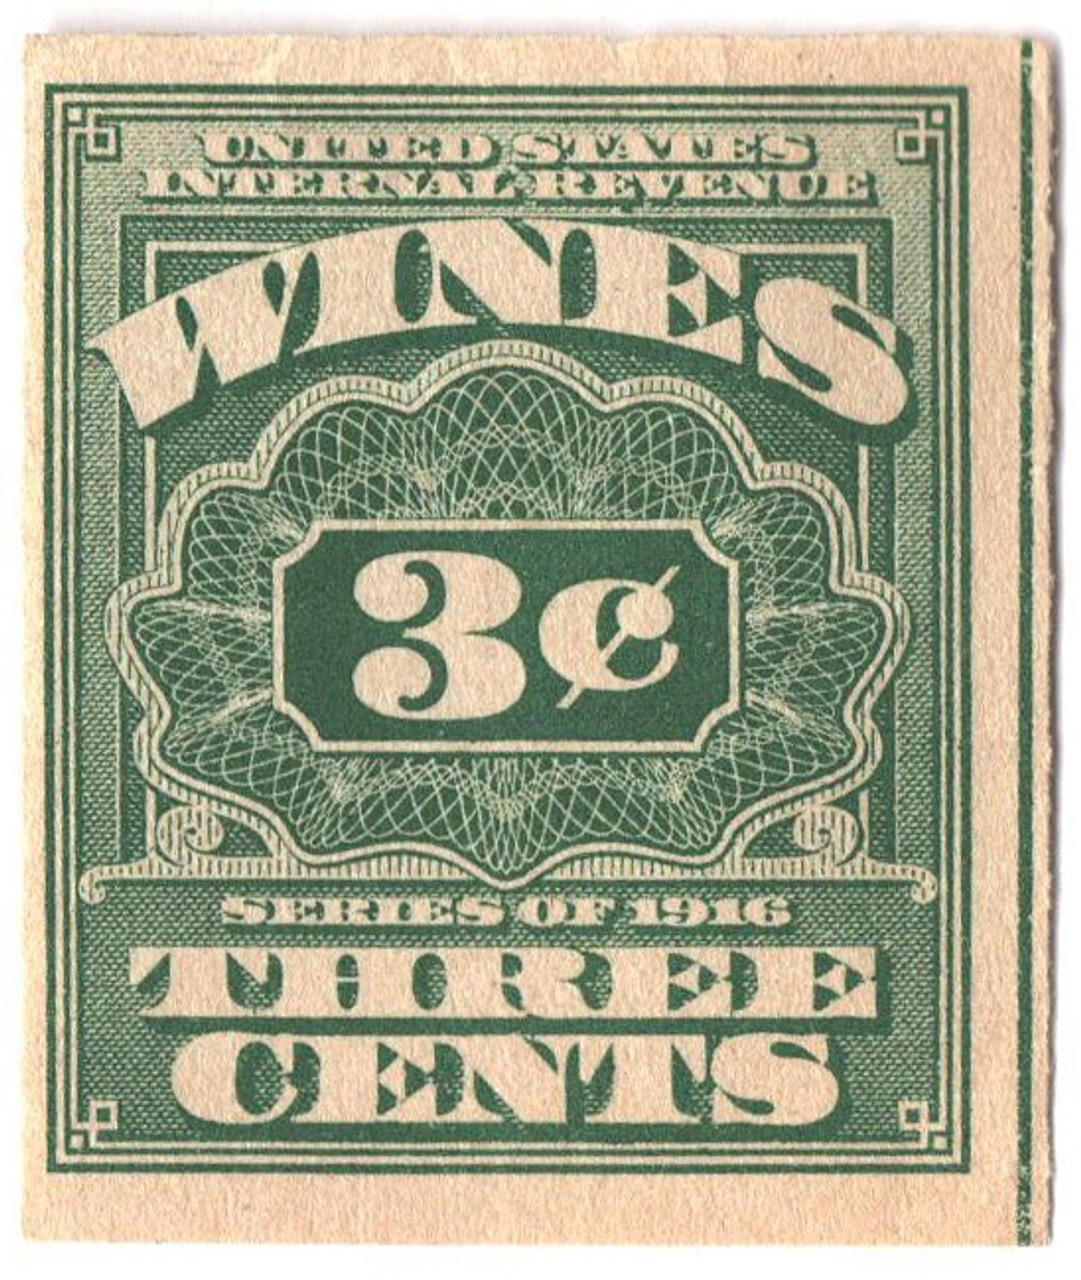 UNITED STATES
INTERNAL REVENUE
WINES
3¢
SERIES OF 1916
THREE
CENTS